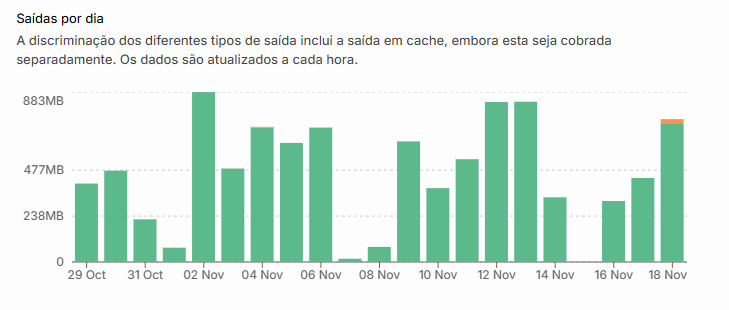 Saídas por dia
A discriminação dos diferentes tipos de saída inclui a saída em cache, embora esta seja cobrada
separadamente. Os dados são atualizados a cada hora.
883MB
477MB
238MB
0
29 Oct 31 Oct 02 Nov 04 Nov 06 Nov 08 Nov 10 Nov 12 Nov 14 Nov 16 Nov 18 Nov